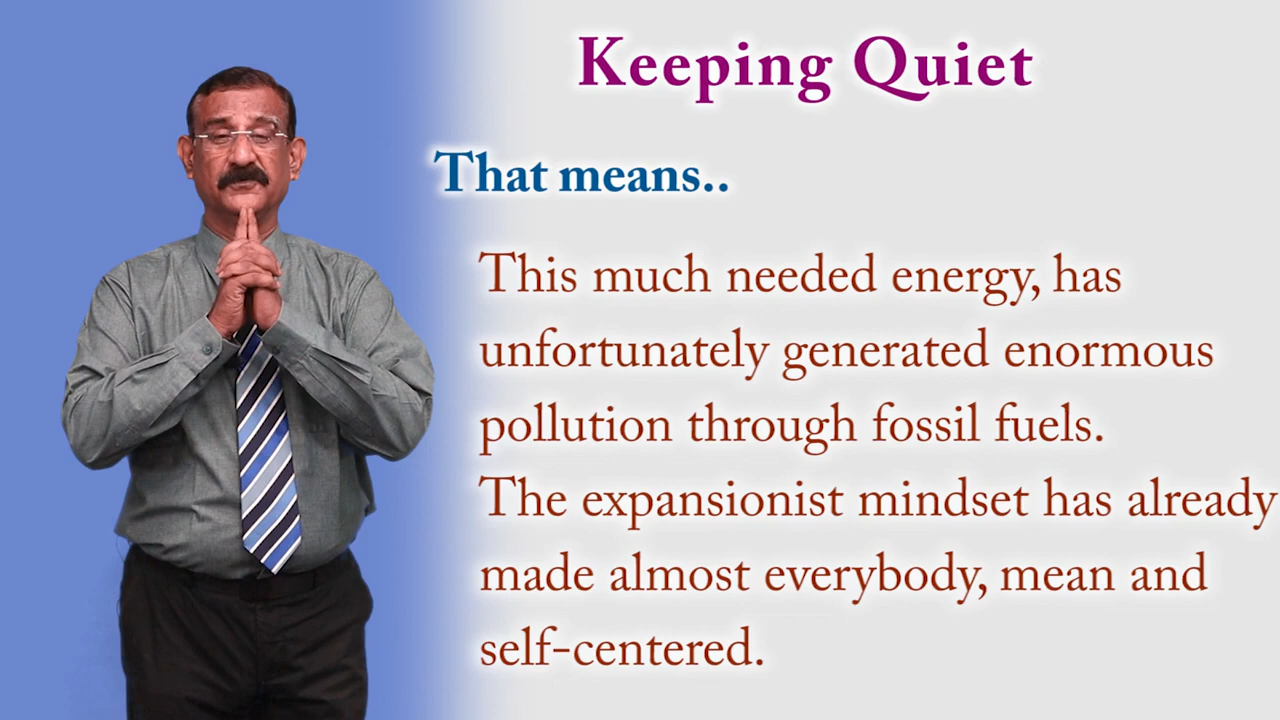 Keeping Quiet
That means..
This much needed energy, has
unfortunately generated enormous
pollution through fossil fuels.
The expansionist mindset has already
made almost everybody, mean and
self-centered.